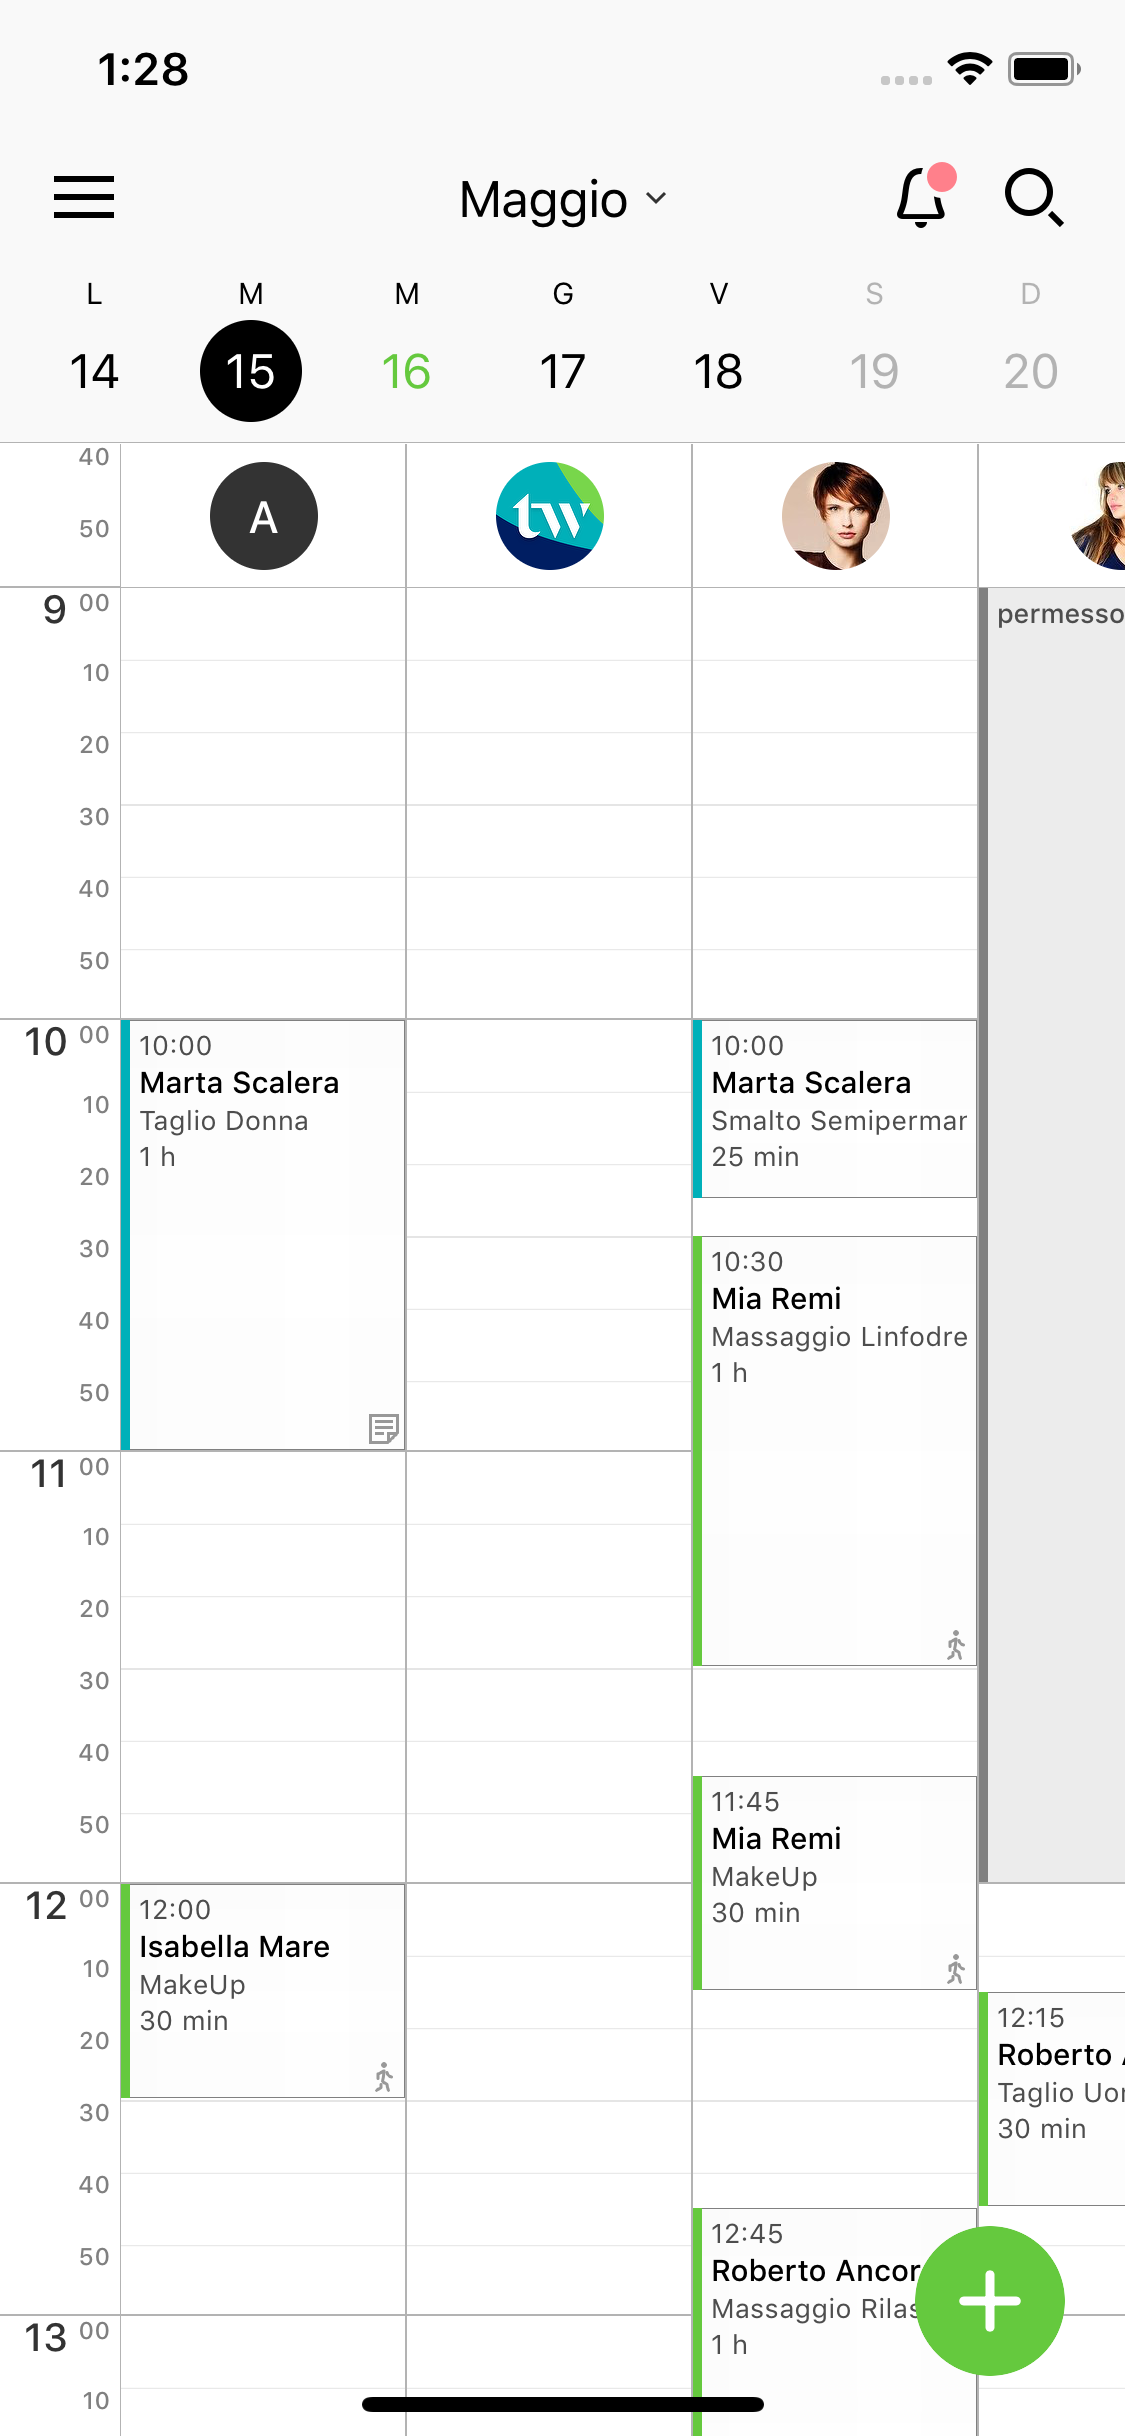 1:28
Maggio
L M M G V S D
14 15 16 17 18 19 20
40
50
A
tw
9 00
permesso
10
20
30
40
50
10 00
10:00
Marta Scalera
Taglio Donna
1 h
10:00
Marta Scalera
Smalto Semipermar
25 min
10
20
30
10:30
Mia Remi
Massaggio Linfodre
1 h
40
50
11 00
10
20
30
40
11:45
Mia Remi
MakeUp
30 min
50
12 00
12:00
Isabella Mare
MakeUp
30 min
10
12:15
Roberto
Taglio Uo
30 min
20
30
40
12:45
Roberto Ancor
Massaggio Rilas
1 h
50
13 00
10